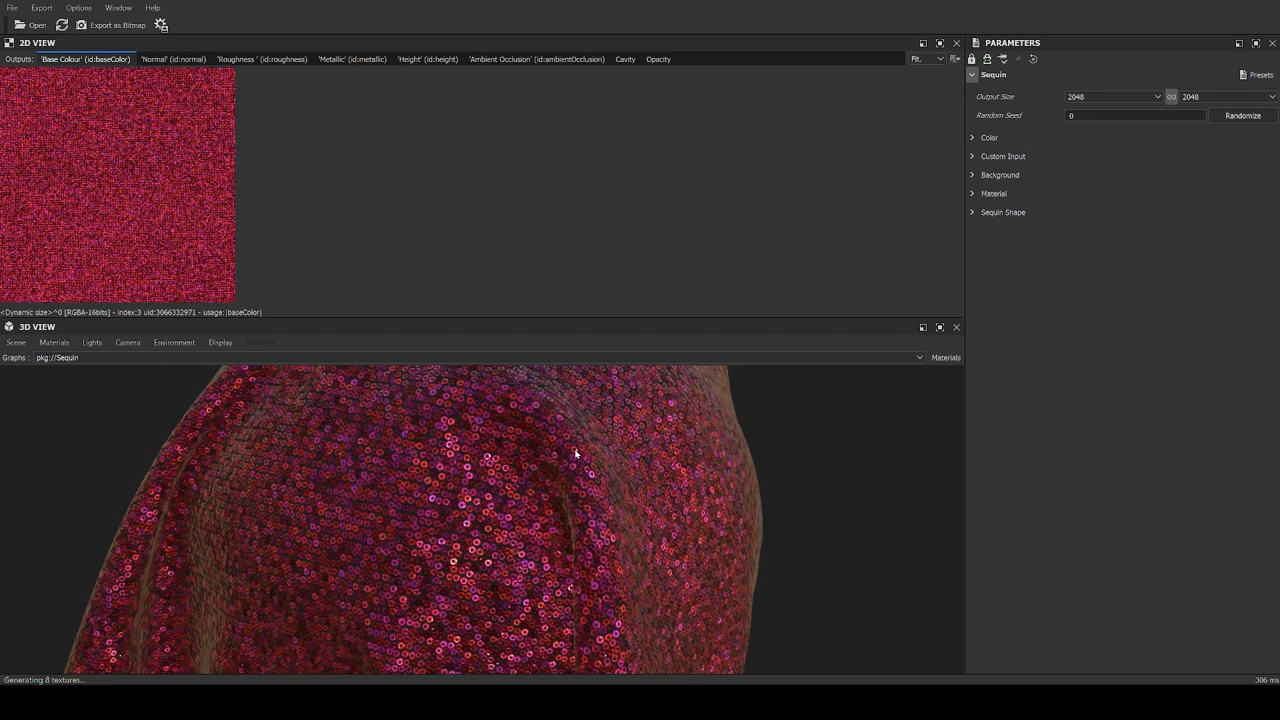 File Export Options Window Help
Open Export as Bitmap
2D VIEW
Outputs: 'Base Colour' (id:baseColor) 'Normal' (id:normal) 'Roughness ' (id:roughness) 'Metallic' (id:metallic) 'Height' (id:height) 'Ambient Occlusion' (id:ambientOcclusion) Cavity Opacity Fit.
<Dynamic size>^0 [RGBA-16bits] - index:3 uid:3066332971 - usage:|baseColor|
3D VIEW
Scene Materials Lights Camera Environment Display Renderer
Graphs : pkg://Sequin Materials
PARAMETERS
Sequin Presets
Output Size 2048 2048
Random Seed 0 Randomize
Color
Custom Input
Background
Material
Sequin Shape
Generating 8 textures... 306 ms